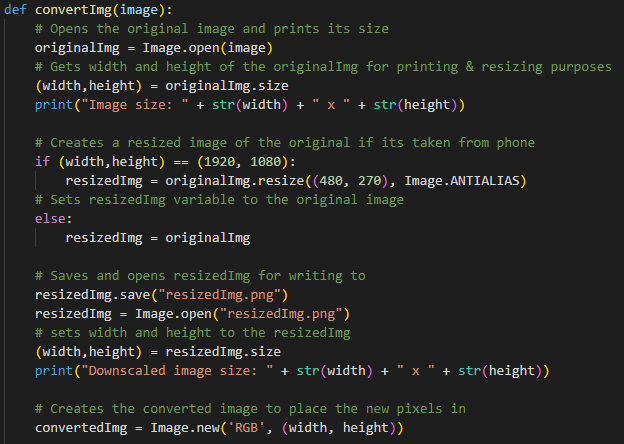 def convertImg(image):
    # Opens the original image and prints its size
    originalImg = Image.open(image)
    # Gets width and height of the originalImg for printing & resizing purposes
    (width,height) = originalImg.size
    print("Image size: " + str(width) + " x " + str(height))

    # Creates a resized image of the original if its taken from phone
    if (width,height) == (1920, 1080):
        resizedImg = originalImg.resize((480, 270), Image.ANTIALIAS)
    # Sets resizedImg variable to the original image
    else:
        resizedImg = originalImg

    # Saves and opens resizedImg for writing to
    resizedImg.save("resizedImg.png")
    resizedImg = Image.open("resizedImg.png")
    # sets width and height to the resizedImg
    (width,height) = resizedImg.size
    print("Downscaled image size: " + str(width) + " x " + str(height))

    # Creates the converted image to place the new pixels in
    convertedImg = Image.new('RGB', (width, height))